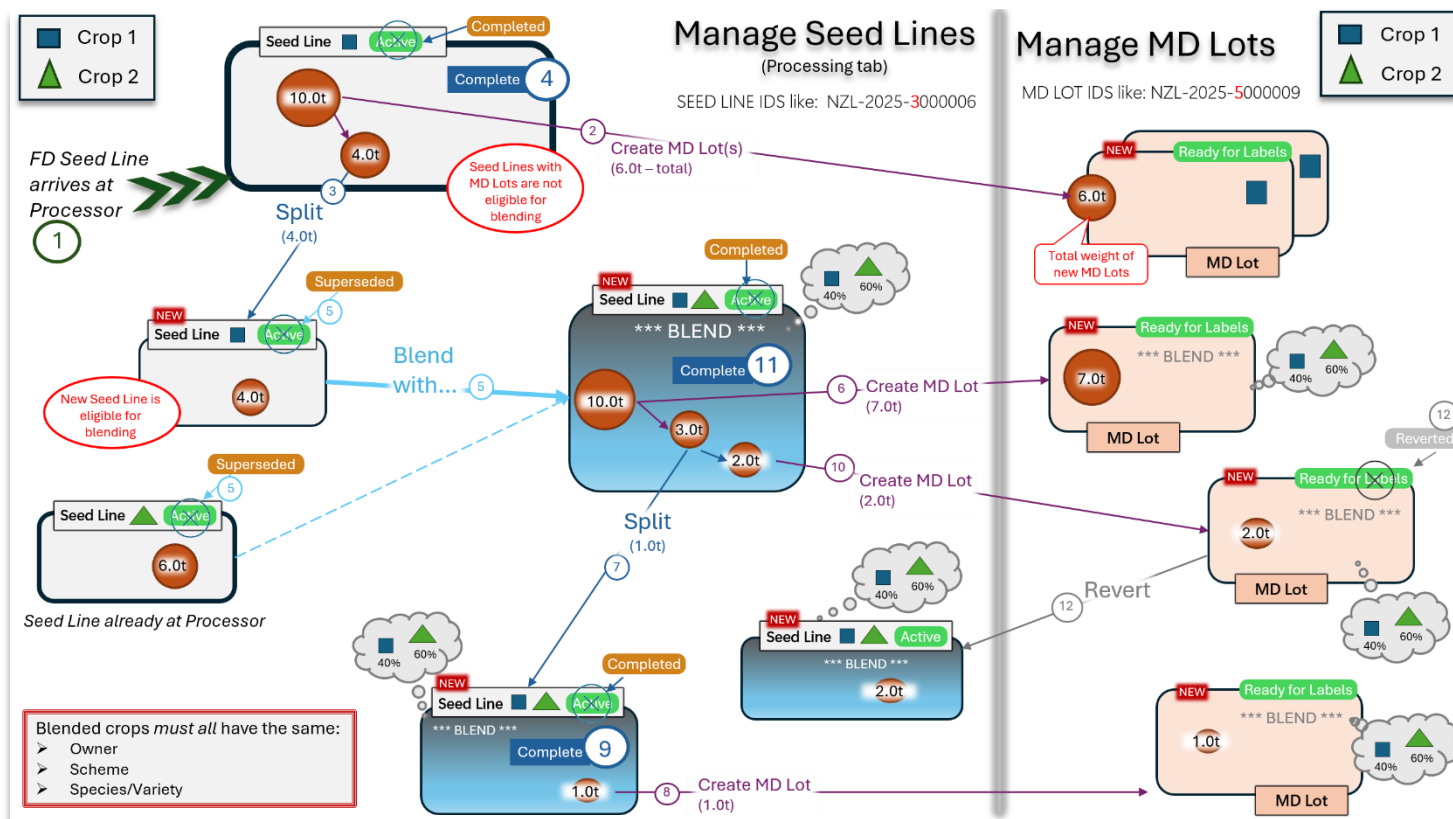 Crop 1
Crop 2
Seed Line
Active
Completed
Complete
4
10.0t
4.0t
Seed Lines with
MD Lots are not
eligible for
blending
Manage Seed Lines
(Processing tab)
SEED LINE IDS like: NZL-2025-3000006
Manage MD Lots
MD LOT IDS like: NZL-2025-5000009
Crop 1
Crop 2
FD Seed Line
arrives at
Processor
1
2
Create MD Lot(s)
(6.0t – total)
3
Split
(4.0t)
NEW
Ready for Labels
6.0t
Total weight of
new MD Lots
MD Lot
Superseded
5
NEW
Seed Line
Active
4.0t
New Seed Line is
eligible for
blending
Blend
with...
5
Completed
NEW
Seed Line
Active
*** BLEND ***
Complete
11
10.0t
3.0t
2.0t
40%
60%
6
Create MD Lot
(7.0t)
NEW
Ready for Labels
*** BLEND ***
7.0t
MD Lot
40%
60%
Superseded
5
Seed Line
Active
6.0t
Seed Line already at Processor
10
Create MD Lot
(2.0t)
12
Reverted
NEW
Ready for Labels
*** BLEND ***
2.0t
MD Lot
40%
60%
Split
(1.0t)
7
12
Revert
40%
60%
NEW
Seed Line
Active
*** BLEND ***
2.0t
40%
60%
Completed
NEW
Seed Line
Active
*** BLEND ***
Complete
9
1.0t
8
Create MD Lot
(1.0t)
NEW
Ready for Labels
*** BLEND ***
1.0t
MD Lot
40%
60%
Blended crops must all have the same:
Owner
Scheme
Species/Variety